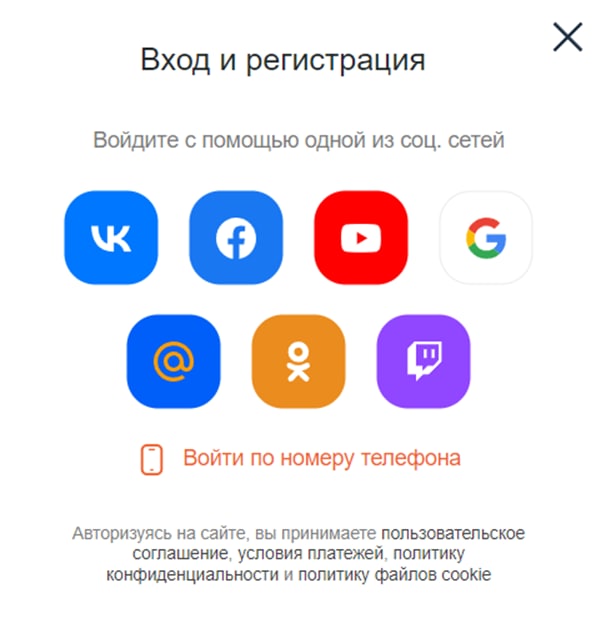 Вход и регистрация
Войдите с помощью одной из соц. сетей
Войти по номеру телефона
Авторизуясь на сайте, вы принимаете пользовательское
соглашение, условия платежей, политику
конфиденциальности и политику файлов cookie